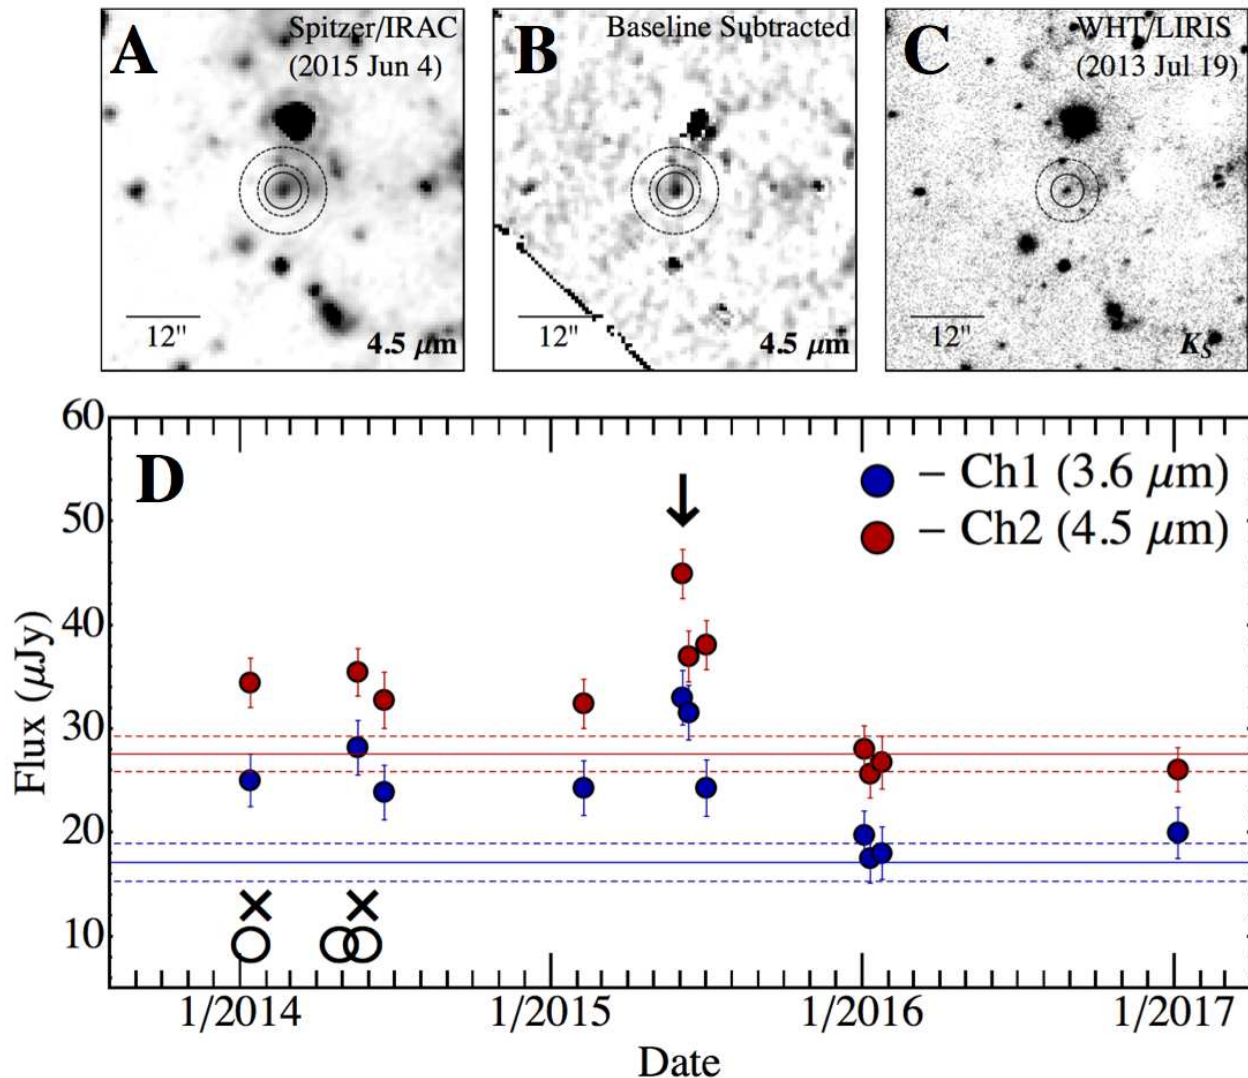 A
Spitzer/IRAC
(2015 Jun 4)
12"
4.5 μm
B
Baseline Subtracted
12"
4.5 μm
C
WHT/LIRIS
(2013 Jul 19)
12"
K_S
D
– Ch1 (3.6 μm)
– Ch2 (4.5 μm)
Flux (μJy)
60
50
40
30
20
10
1/2014
1/2015
1/2016
1/2017
Date